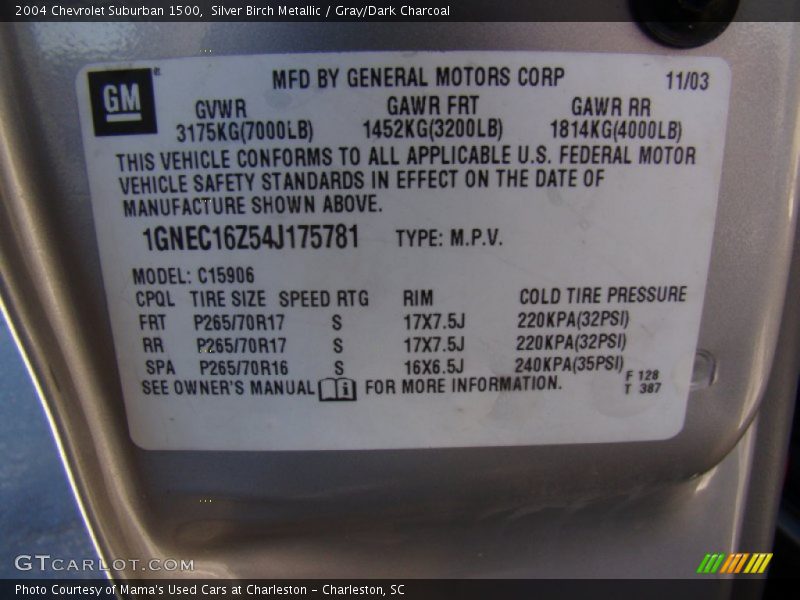 2004 Chevrolet Suburban 1500, Silver Birch Metallic / Gray/Dark Charcoal
GM
MFD BY GENERAL MOTORS CORP 11/03
GVWR GAWR FRT GAWR RR
3175KG(7000LB) 1452KG(3200LB) 1814KG(4000LB)
THIS VEHICLE CONFORMS TO ALL APPLICABLE U.S. FEDERAL MOTOR
VEHICLE SAFETY STANDARDS IN EFFECT ON THE DATE OF
MANUFACTURE SHOWN ABOVE.
1GNEC16Z54J175781 TYPE: M.P.V.
MODEL: C15906
CPQL TIRE SIZE SPEED RTG RIM COLD TIRE PRESSURE
FRT P265/70R17 S 17X7.5J 220KPA(32PSI)
RR P265/70R17 S 17X7.5J 220KPA(32PSI)
SPA P265/70R16 S 16X6.5J 240KPA(35PSI)
SEE OWNER'S MANUAL i FOR MORE INFORMATION.
F 128
T 387
GTCARLOT.COM
Photo Courtesy of Mama's Used Cars at Charleston - Charleston, SC